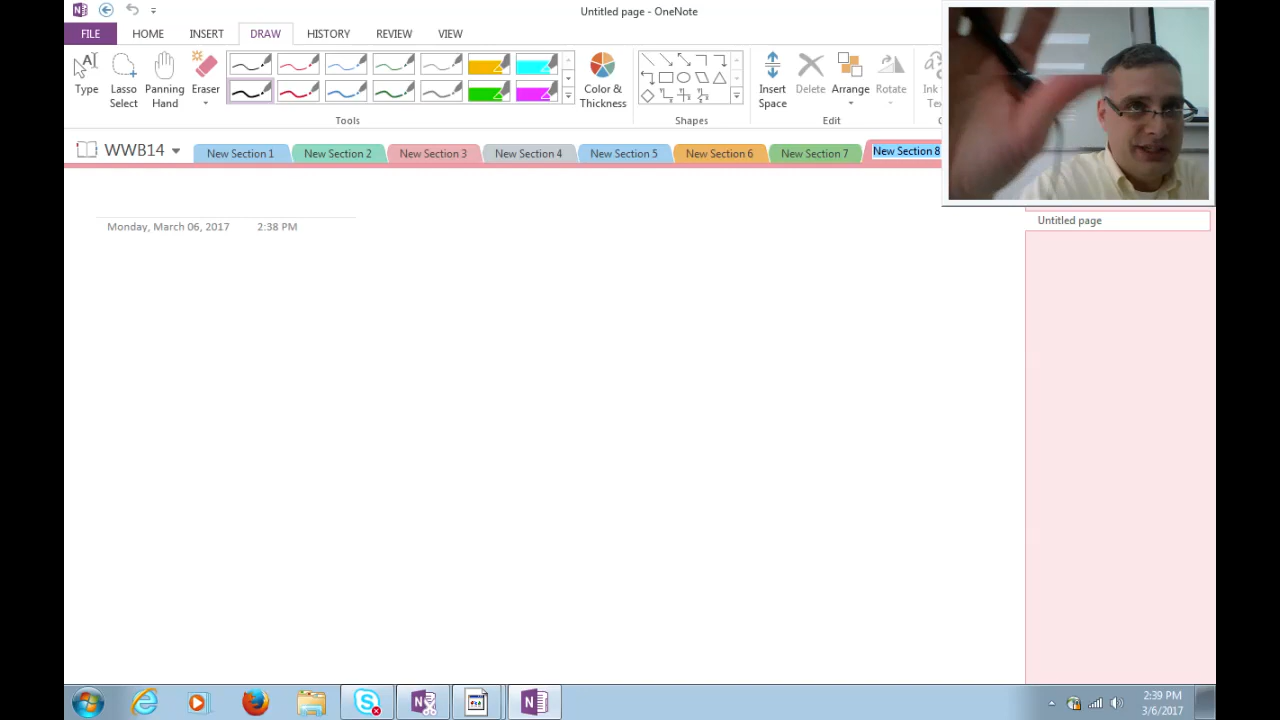 Untitled page - OneNote
FILE HOME INSERT DRAW HISTORY REVIEW VIEW
Type
Lasso
Select
Panning
Hand
Eraser
Color &
Thickness
Insert
Space
Delete
Arrange
Rotate
Ink
Tools
Shapes
Edit
WWB14
New Section 1
New Section 2
New Section 3
New Section 4
New Section 5
New Section 6
New Section 7
New Section 8
Untitled page
Monday, March 06, 2017 2:38 PM
2:39 PM
3/6/2017